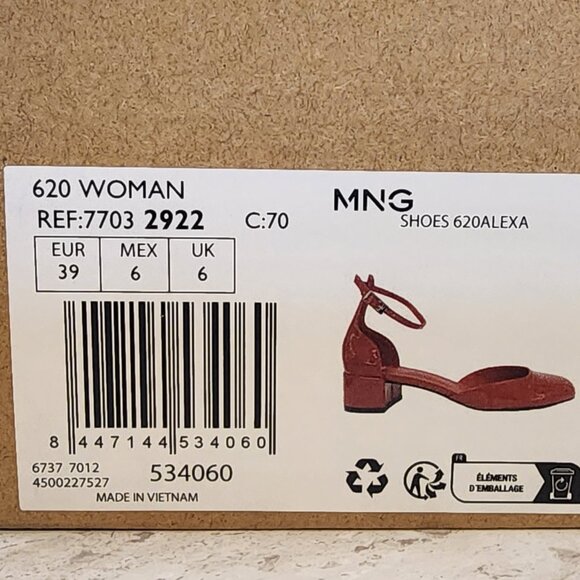 620 WOMAN
REF:7703 2922 C:70
EUR MEX UK
39 6 6
8 447144 534060
6737 7012
4500227527
534060
MADE IN VIETNAM
MNG
SHOES 620ALEXA
FR
ÉLÉMENTS
D'EMBALLAGE